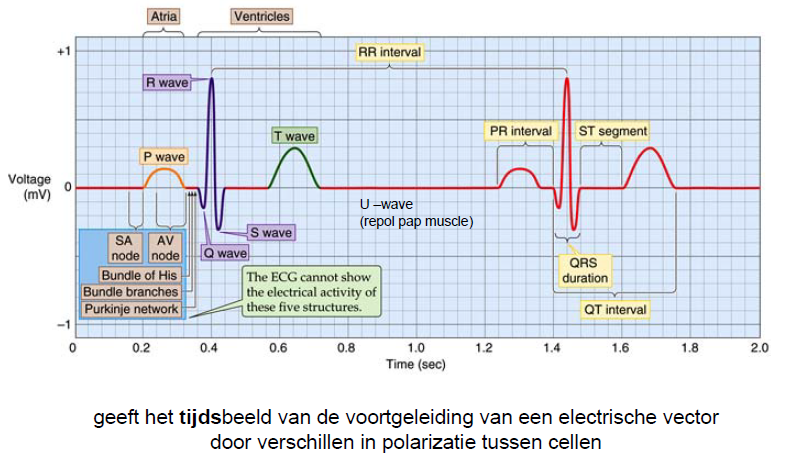 Atria
Ventricles
+1
RR interval
R wave
PR interval
ST segment
T wave
P wave
Voltage
(mV)
0
U –wave
(repol pap muscle)
S wave
Q wave
SA
node
AV
node
Bundle of His
Bundle branches
Purkinje network
The ECG cannot show
the electrical activity of
these five structures.
QRS
duration
QT interval
–1
0
0.2
0.4
0.6
0.8
1.0
1.2
1.4
1.6
1.8
2.0
Time (sec)
geeft het tijdsbeeld van de voortgeleiding van een electrische vector
door verschillen in polarizatie tussen cellen